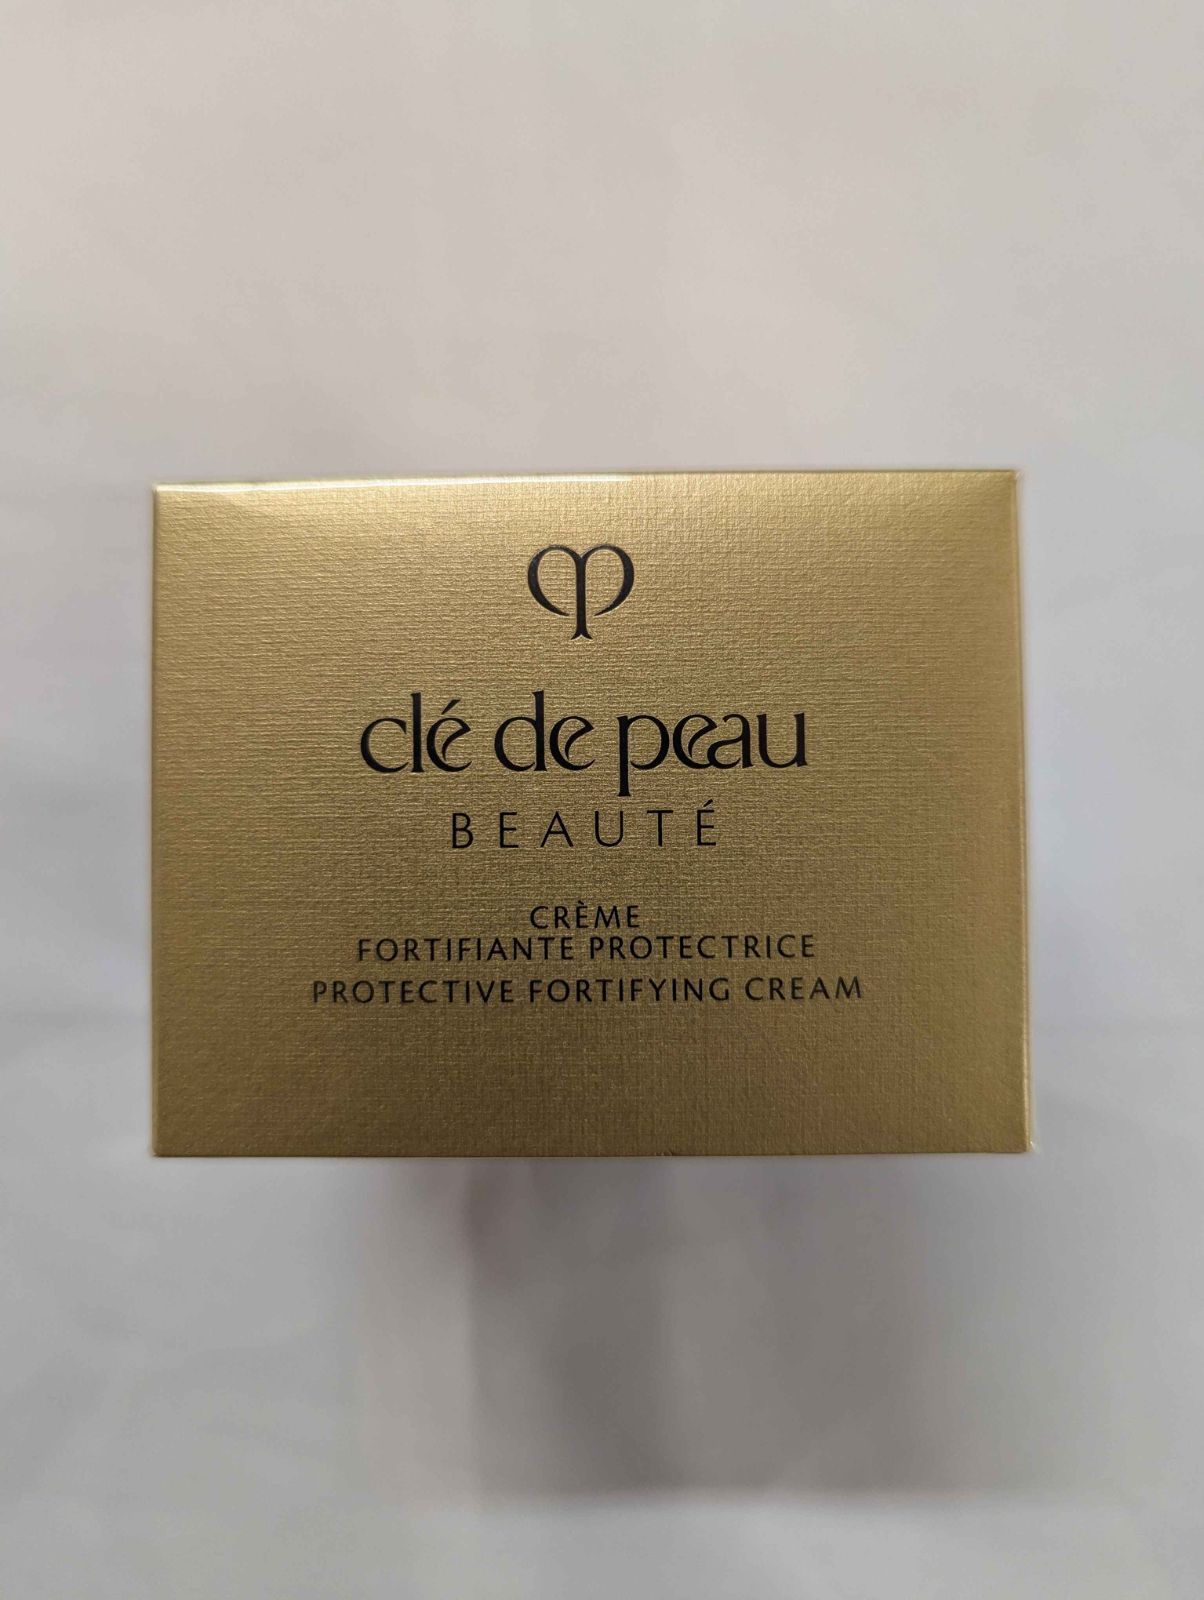 clé de peau
BEAUTÉ
CRÈME
FORTIFIANTE PROTECTRICE
PROTECTIVE FORTIFYING CREAM